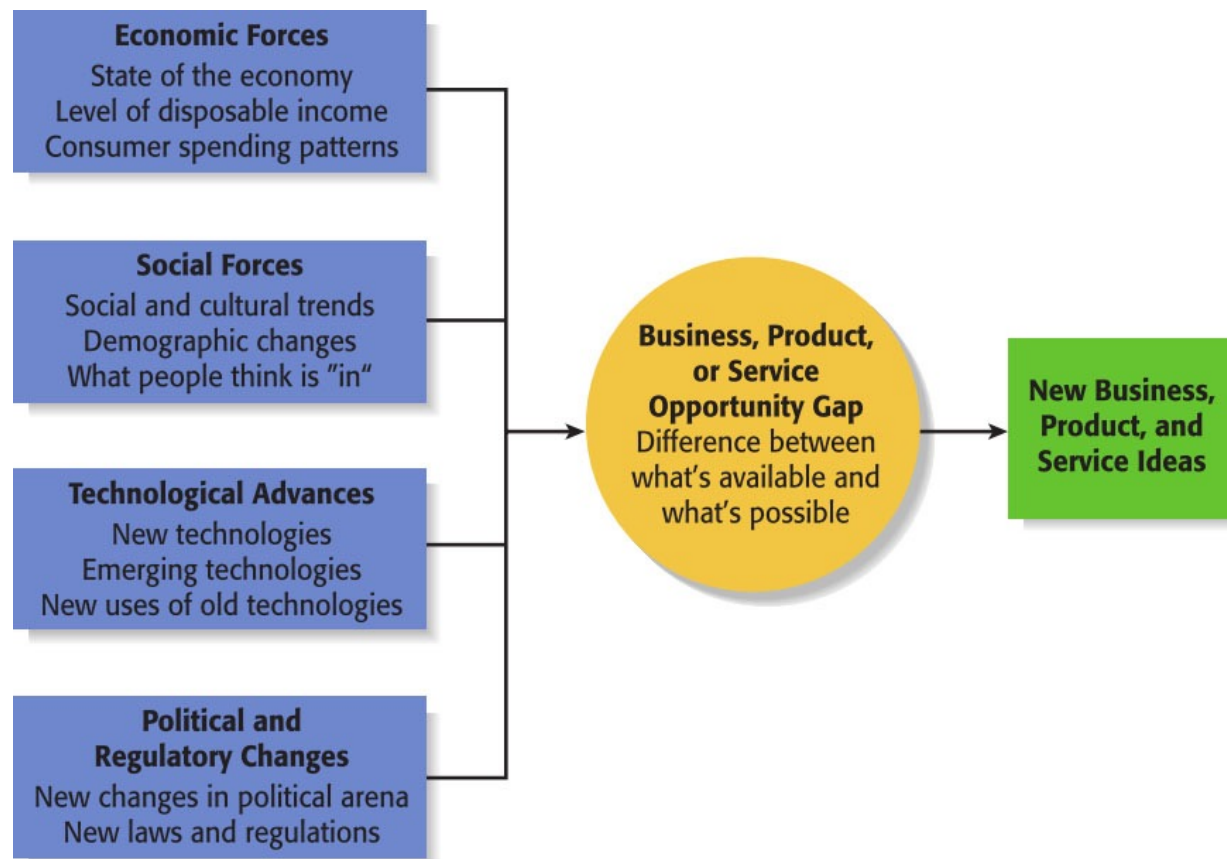 Economic Forces
State of the economy
Level of disposable income
Consumer spending patterns
Social Forces
Social and cultural trends
Demographic changes
What people think is ”in“
Technological Advances
New technologies
Emerging technologies
New uses of old technologies
Political and
Regulatory Changes
New changes in political arena
New laws and regulations
Business, Product,
or Service
Opportunity Gap
Difference between
what’s available and
what’s possible
New Business,
Product, and
Service Ideas